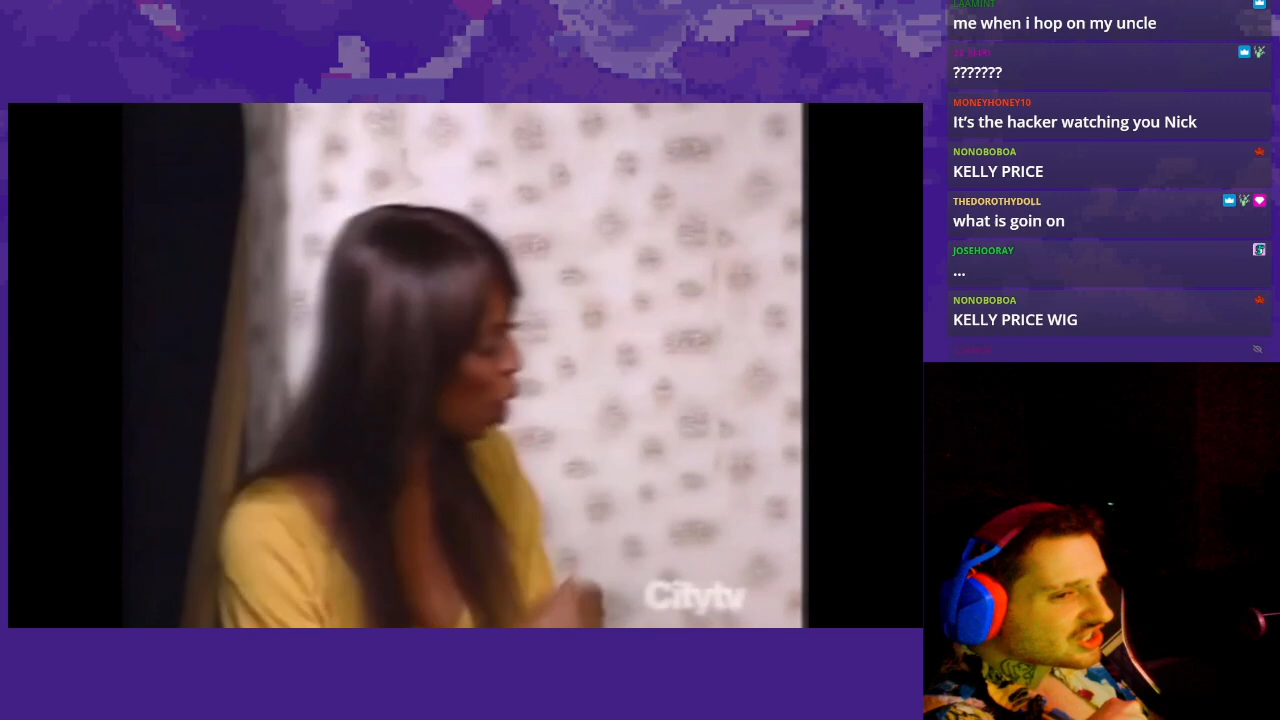 me when i hop on my uncle
???????
MONEYHONEY10
It's the hacker watching you Nick
NONOBOBOA
KELLY PRICE
THEDOROTHYDOLL
what is goin on
JOSEHOORAY
...
NONOBOBOA
KELLY PRICE WIG
Citytv